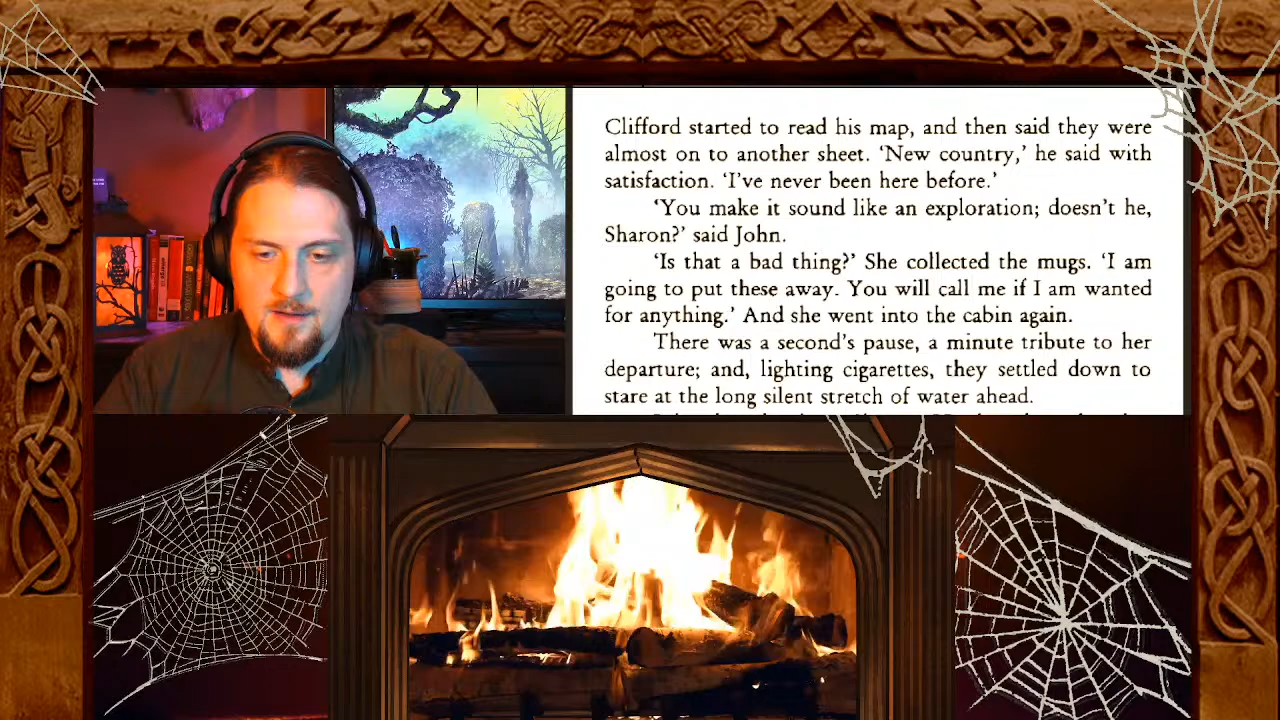 Clifford started to read his map, and then said they were
almost on to another sheet. ‘New country,’ he said with
satisfaction. ‘I’ve never been here before.’
‘You make it sound like an exploration; doesn’t he,
Sharon?’ said John.
‘Is that a bad thing?’ She collected the mugs. ‘I am
going to put these away. You will call me if I am wanted
for anything.’ And she went into the cabin again.
There was a second’s pause, a minute tribute to her
departure; and, lighting cigarettes, they settled down to
stare at the long silent stretch of water ahead.